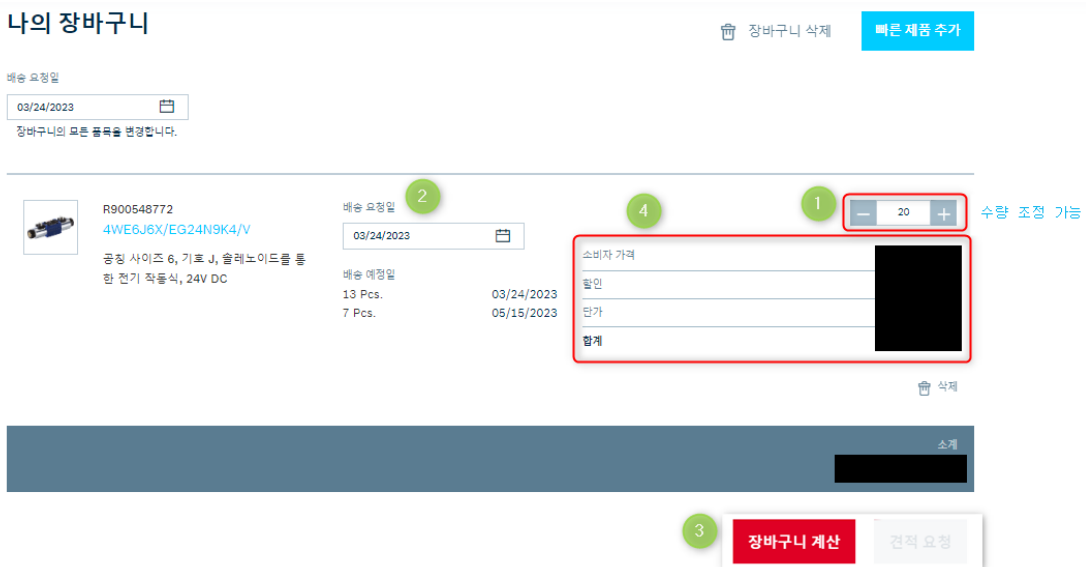 나의 장바구니
장바구니 삭제
빠른 제품 추가
배송 요청일
03/24/2023
장바구니의 모든 품목을 변경합니다.
R900548772
4WE6J6X/EG24N9K4/V
공칭 사이즈 6, 기호 J, 솔레노이드를 통
한 전기 작동식, 24V DC
2
배송 요청일
03/24/2023
배송 예정일
13 Pcs. 03/24/2023
7 Pcs. 05/15/2023
4
1
20
수량 조정 가능
소비자 가격
할인
단가
합계
삭제
소계
3
장바구니 계산
견적 요청